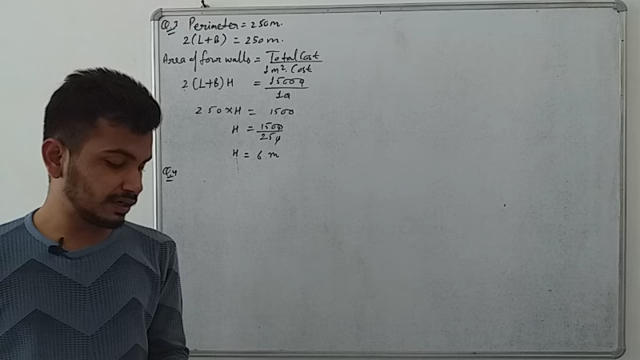 Q.3 Perimeter = 250m.
2(L+B) = 250m.
Area of four walls = Total Cost / 1m². Cost
2(L+B)H = 15000 / 10
250×H = 1500
H = 1500 / 250
H = 6 m
Q.4